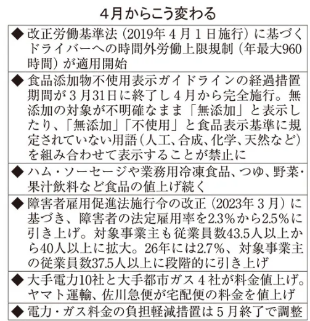 4月からこう変わる
◆ 改正労働基準法(2019年4月1日施行)に基づく
ドライバーへの時間外労働上限規制(年最大960
時間)が適用開始
◆ 食品添加物不使用表示ガイドラインの経過措置
期間が3月31日に終了し4月から完全施行。無
添加の対象が不明確なまま「無添加」と表示し
たり、「無添加」「不使用」と食品表示基準に規
定されていない用語(人工、合成、化学、天然など)
を組み合わせて表示することが禁止に
◆ ハム・ソーセージや業務用冷凍食品、つゆ、野菜・
果汁飲料など食品の値上げ続く
◆ 障害者雇用促進法施行令の改正(2023年3月)に
基づき、障害者の法定雇用率を2.3%から2.5%に
引き上げ。対象事業主も従業員数43.5人以上か
ら40人以上に拡大。26年には2.7%、対象事業主
の従業員数37.5人以上に段階的に引き上げ
◆ 大手電力10社と大手都市ガス4社が料金値上げ。
ヤマト運輸、佐川急便が宅配便の料金を値上げ
◆ 電力・ガス料金の負担軽減措置は5月終了で調整